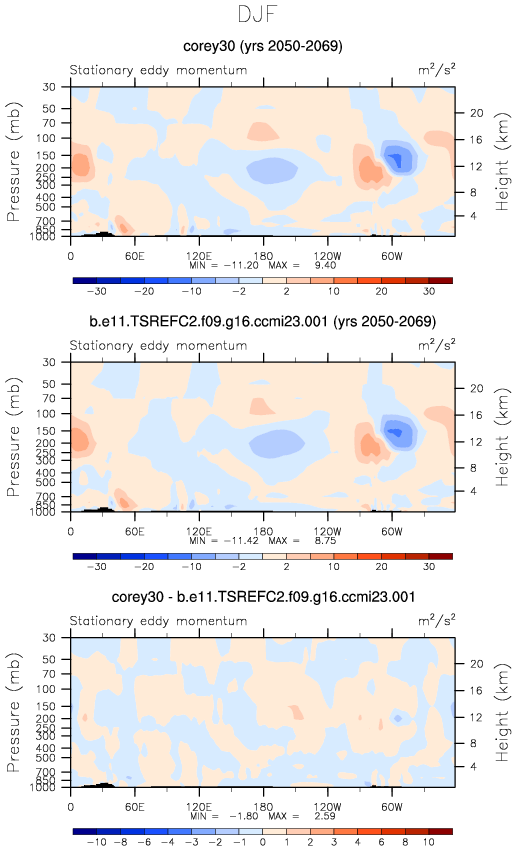 DJF
corey30 (yrs 2050-2069)
Stationary eddy momentum m²/s²
Pressure (mb)
30
50
70
100
150
200
250
300
400
500
700
850
1000
Height (km)
20
16
12
8
4
0 60E 120E 180 120W 60W
MIN = -11.20 MAX = 9.40
-30 -20 -10 -2 2 10 20 30
b.e11.TSREFC2.f09.g16.ccmi23.001 (yrs 2050-2069)
Stationary eddy momentum m²/s²
Pressure (mb)
30
50
70
100
150
200
250
300
400
500
700
850
1000
Height (km)
20
16
12
8
4
0 60E 120E 180 120W 60W
MIN = -11.42 MAX = 8.75
-30 -20 -10 -2 2 10 20 30
corey30 - b.e11.TSREFC2.f09.g16.ccmi23.001
Stationary eddy momentum m²/s²
Pressure (mb)
30
50
70
100
150
200
250
300
400
500
700
850
1000
Height (km)
20
16
12
8
4
0 60E 120E 180 120W 60W
MIN = -1.80 MAX = 2.59
-10 -8 -6 -4 -3 -2 -1 0 1 2 3 4 6 8 10